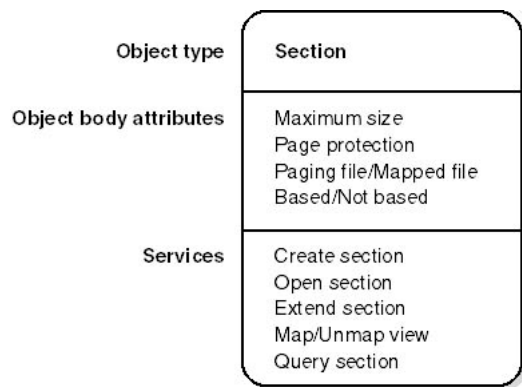 Object type Section
Object body attributes Maximum size
Page protection
Paging file/Mapped file
Based/Not based
Services Create section
Open section
Extend section
Map/Unmap view
Query section